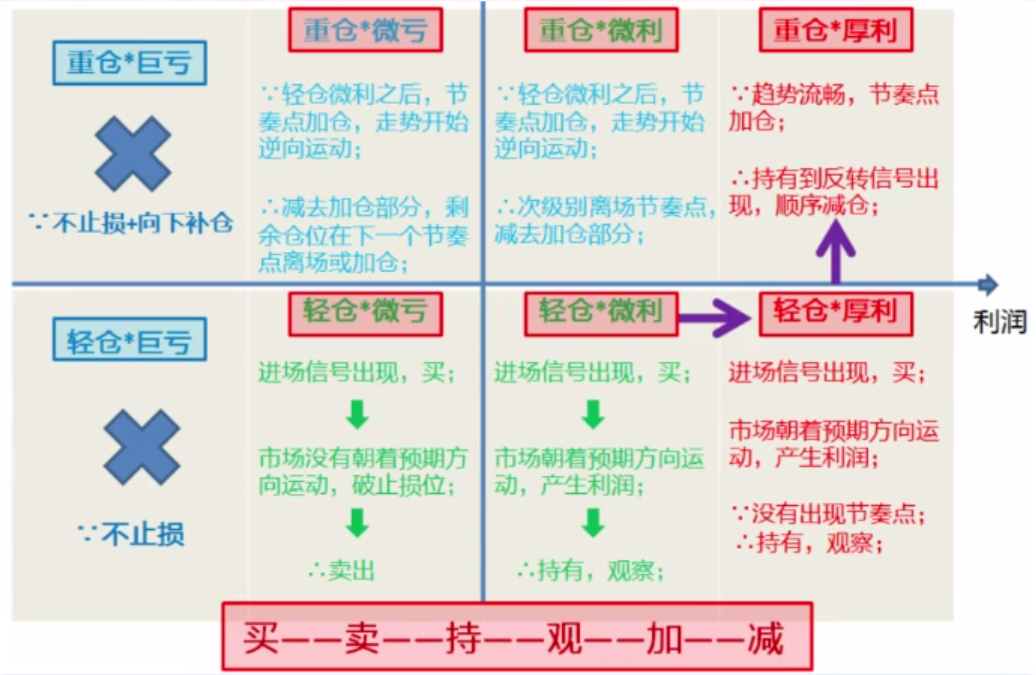 重仓*巨亏
∵不止损+向下补仓
重仓*微亏
∵轻仓微利之后，节
奏点加仓，走势开始
逆向运动；
∴减去加仓部分，剩
余仓位在下一个节奏
点离场或加仓；
重仓*微利
∵轻仓微利之后，节
奏点加仓，走势开始
逆向运动；
∴次级别离场节奏点，
减去加仓部分；
重仓*厚利
∵趋势流畅，节奏点
加仓；
∴持有到反转信号出
现，顺序减仓；
利润
轻仓*巨亏
∵不止损
轻仓*微亏
进场信号出现，买；
市场没有朝着预期方
向运动，破止损位；
∴卖出
轻仓*微利
进场信号出现，买；
市场朝着预期方向运
动，产生利润；
∴持有，观察；
轻仓*厚利
进场信号出现，买；
市场朝着预期方向运
动，产生利润；
∵没有出现节奏点；
∴持有，观察；
买——卖——持——观——加——减